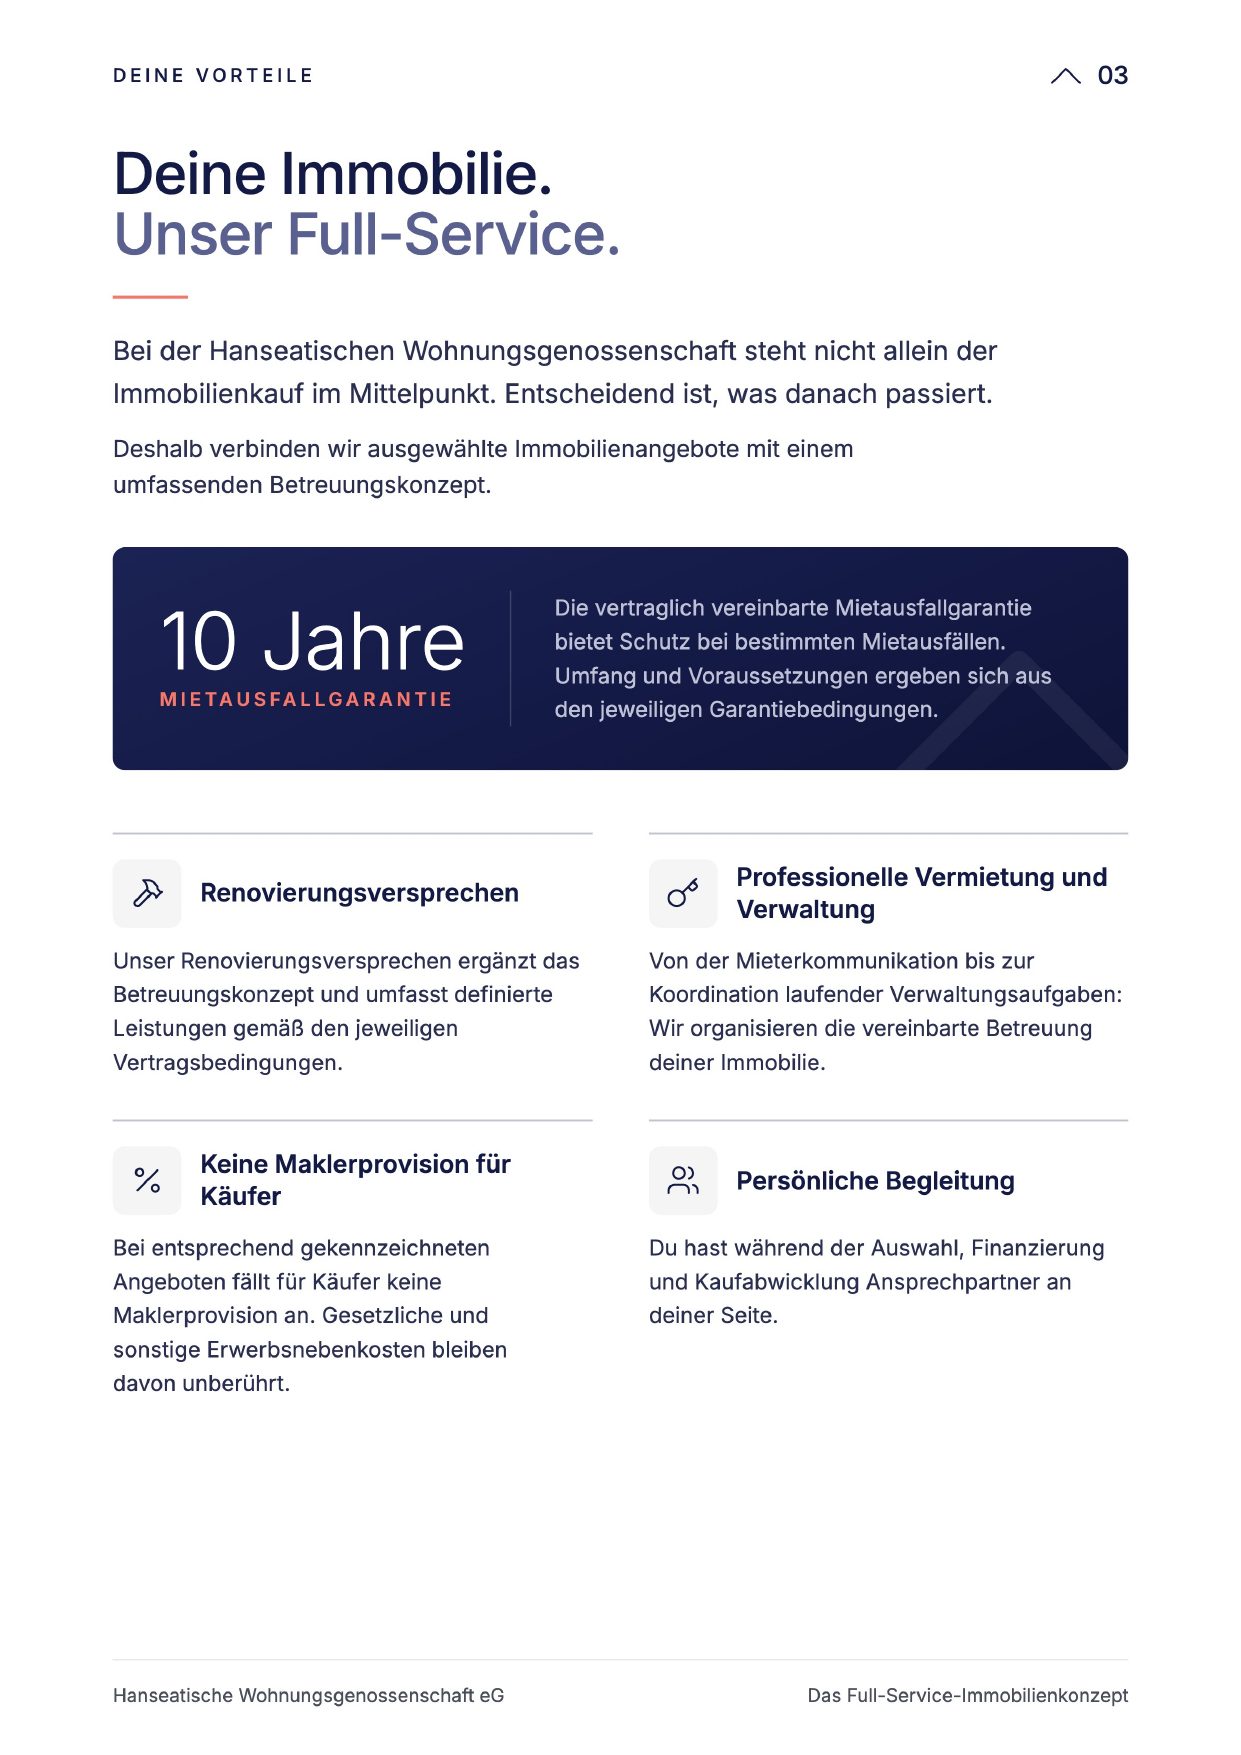 DEINE VORTEILE
03
Deine Immobilie.
Unser Full-Service.
Bei der Hanseatischen Wohnungsgenossenschaft steht nicht allein der
Immobilienkauf im Mittelpunkt. Entscheidend ist, was danach passiert.
Deshalb verbinden wir ausgewählte Immobilienangebote mit einem
umfassenden Betreuungskonzept.
10 Jahre
MIETAUSFALLGARANTIE
Die vertraglich vereinbarte Mietausfallgarantie
bietet Schutz bei bestimmten Mietausfällen.
Umfang und Voraussetzungen ergeben sich aus
den jeweiligen Garantiebedingungen.
Renovierungsversprechen
Unser Renovierungsversprechen ergänzt das
Betreuungskonzept und umfasst definierte
Leistungen gemäß den jeweiligen
Vertragsbedingungen.
Professionelle Vermietung und
Verwaltung
Von der Mieterkommunikation bis zur
Koordination laufender Verwaltungsaufgaben:
Wir organisieren die vereinbarte Betreuung
deiner Immobilie.
Keine Maklerprovision für
Käufer
Bei entsprechend gekennzeichneten
Angeboten fällt für Käufer keine
Maklerprovision an. Gesetzliche und
sonstige Erwerbsnebenkosten bleiben
davon unberührt.
Persönliche Begleitung
Du hast während der Auswahl, Finanzierung
und Kaufabwicklung Ansprechpartner an
deiner Seite.
Hanseatische Wohnungsgenossenschaft eG
Das Full-Service-Immobilienkonzept